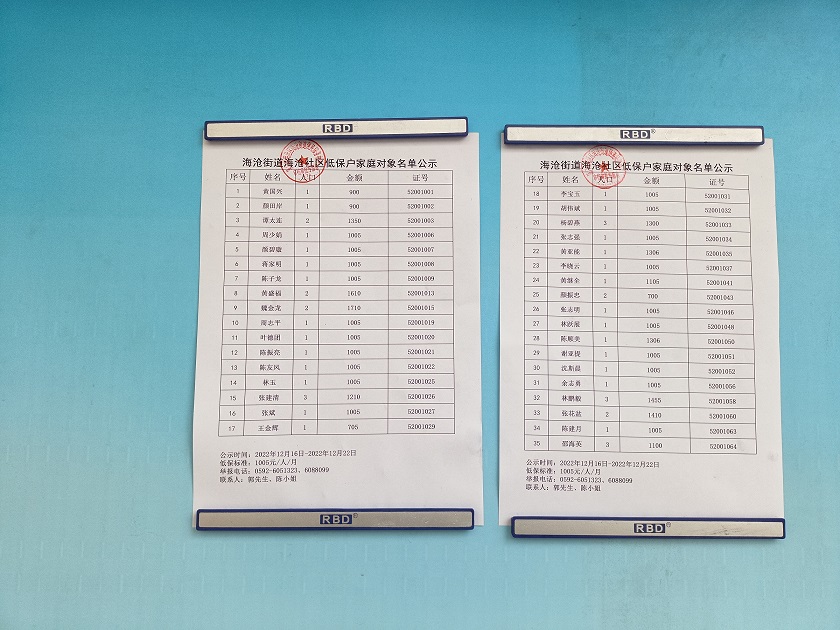 RBD®
海沧街道海沧社区低保户家庭对象名单公示
序号 姓名 人口 金额 证号
1 黄国兴 1 900 52001001
2 颜田岸 1 900 52001002
3 谭太连 2 1350 52001003
4 周少娟 1 1005 52001006
5 颜碧璇 1 1005 52001007
6 蒋家明 1 1005 52001008
7 陈子龙 1 1005 52001009
8 黄盛福 2 1610 52001013
9 魏金龙 2 1710 52001015
10 周志平 1 1005 52001019
11 叶德团 1 1005 52001020
12 陈振亮 1 1005 52001021
13 陈友凤 1 1005 52001022
14 林玉 1 1005 52001025
15 张建清 3 1210 52001026
16 张斌 1 1005 52001027
17 王金辉 1 705 52001029
公示时间：2022年12月16日-2022年12月22日
低保标准：1005元/人/月
举报电话：0592-6051323、6088099
联系人：郭先生、陈小姐
RBD®
RBD®
海沧街道海沧社区低保户家庭对象名单公示
序号 姓名 人口 金额 证号
18 李宝玉 1 1005 52001031
19 胡伟斌 1 1005 52001032
20 杨碧燕 3 1300 52001033
21 张志强 1 1005 52001034
22 黄亚能 1 1306 52001035
23 李晓云 1 1005 52001037
24 黄继全 1 1105 52001041
25 颜振忠 2 700 52001043
26 张志明 1 1005 52001046
27 林跃展 1 1005 52001048
28 陈顺美 1 1306 52001050
29 谢亚提 1 1005 52001051
30 沈斯晨 1 1005 52001052
31 余志勇 1 1005 52001056
32 林鹏毅 3 1455 52001058
33 张花盆 2 1410 52001060
34 陈建月 1 1005 52001063
35 邵海英 3 1100 52001064
公示时间：2022年12月16日-2022年12月22日
低保标准：1005元/人/月
举报电话：0592-6051323、6088099
联系人：郭先生、陈小姐
RBD®